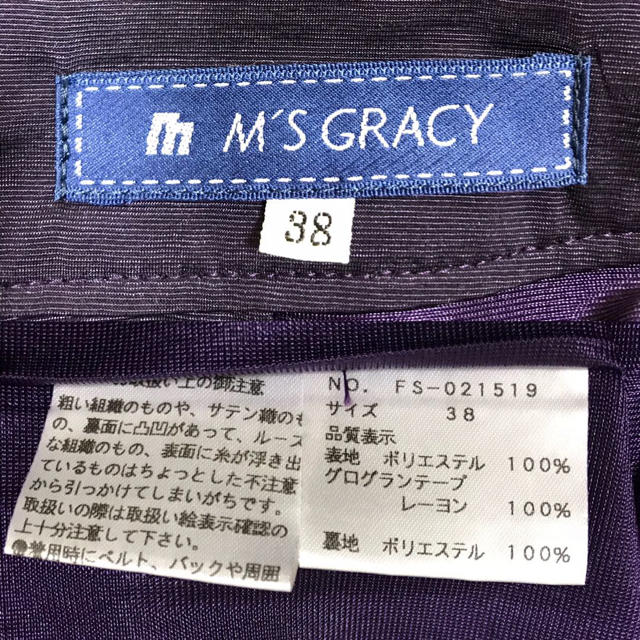 M'S GRACY
38
お取扱い上の御注意
粗い組織のものや、サテン織のも
の、裏面に凸凹があって、ルーズ
な組織のもの、表面に糸が浮き出
ているものはちょっとした不注意
から引っかけてしまいがちです。
取扱いの際は取扱い絵表示確認の
上十分注意して下さい。
●着用時にベルト、バックや周囲
NO. FS-021519
サイズ 38
品質表示
表地 ポリエステル 100%
グログランテープ
レーヨン 100%
裏地 ポリエステル 100%